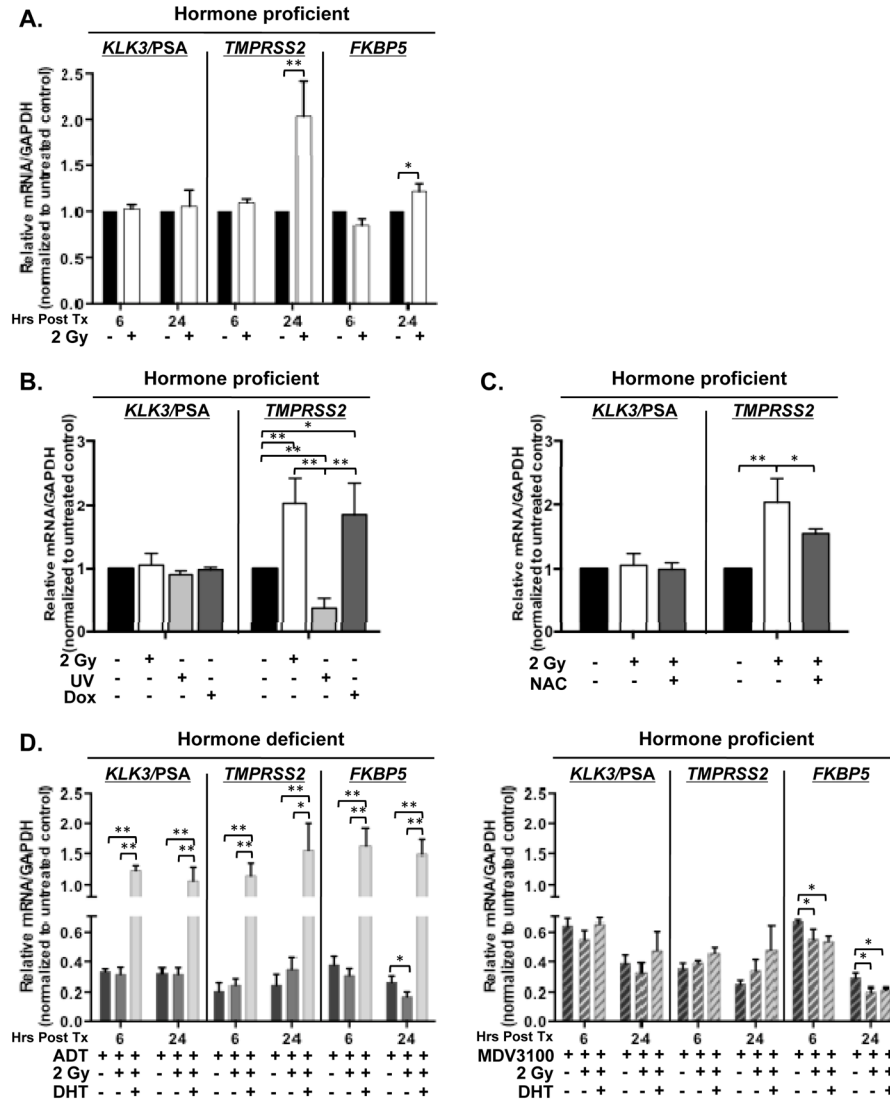 A.
Hormone proficient
KLK3/PSA TMPRSS2 FKBP5
Relative mRNA/GAPDH
(normalized to untreated control)
2.5
2.0
1.5
1.0
0.5
0.0
** *
Hrs Post Tx 6 24 6 24 6 24
2 Gy - + - + - + - + - + - +
B.
Hormone proficient
KLK3/PSA TMPRSS2
Relative mRNA/GAPDH
(normalized to untreated control)
3
2
1
0
*
**
**
** **
2 Gy - + - - - + - -
UV - - + - - - + -
Dox - - - + - - - +
C.
Hormone proficient
KLK3/PSA TMPRSS2
Relative mRNA/GAPDH
(normalized to untreated control)
3
2
1
0
** *
2 Gy - + + - + +
NAC - - + - - +
D.
Hormone deficient
KLK3/PSA TMPRSS2 FKBP5
Relative mRNA/GAPDH
(normalized to untreated control)
2.5
2.0
1.5
1.0
0.6
0.4
0.2
0.0
** ** ** ** ** **
** ** ** * ** **
*
Hrs Post Tx 6 24 6 24 6 24
ADT + + + + + + + + + + + + + + + + + +
2 Gy - + + - + + - + + - + + - + + - + +
DHT - - + - - + - - + - - + - - + - - +
Hormone proficient
KLK3/PSA TMPRSS2 FKBP5
Relative mRNA/GAPDH
(normalized to untreated control)
2.5
2.0
1.5
1.0
0.6
0.4
0.2
0.0
*
*
*
*
Hrs Post Tx 6 24 6 24 6 24
MDV3100 + + + + + + + + + + + + + + + + + +
2 Gy - + + - + + - + + - + + - + + - + +
DHT - - + - - + - - + - - + - - + - - +